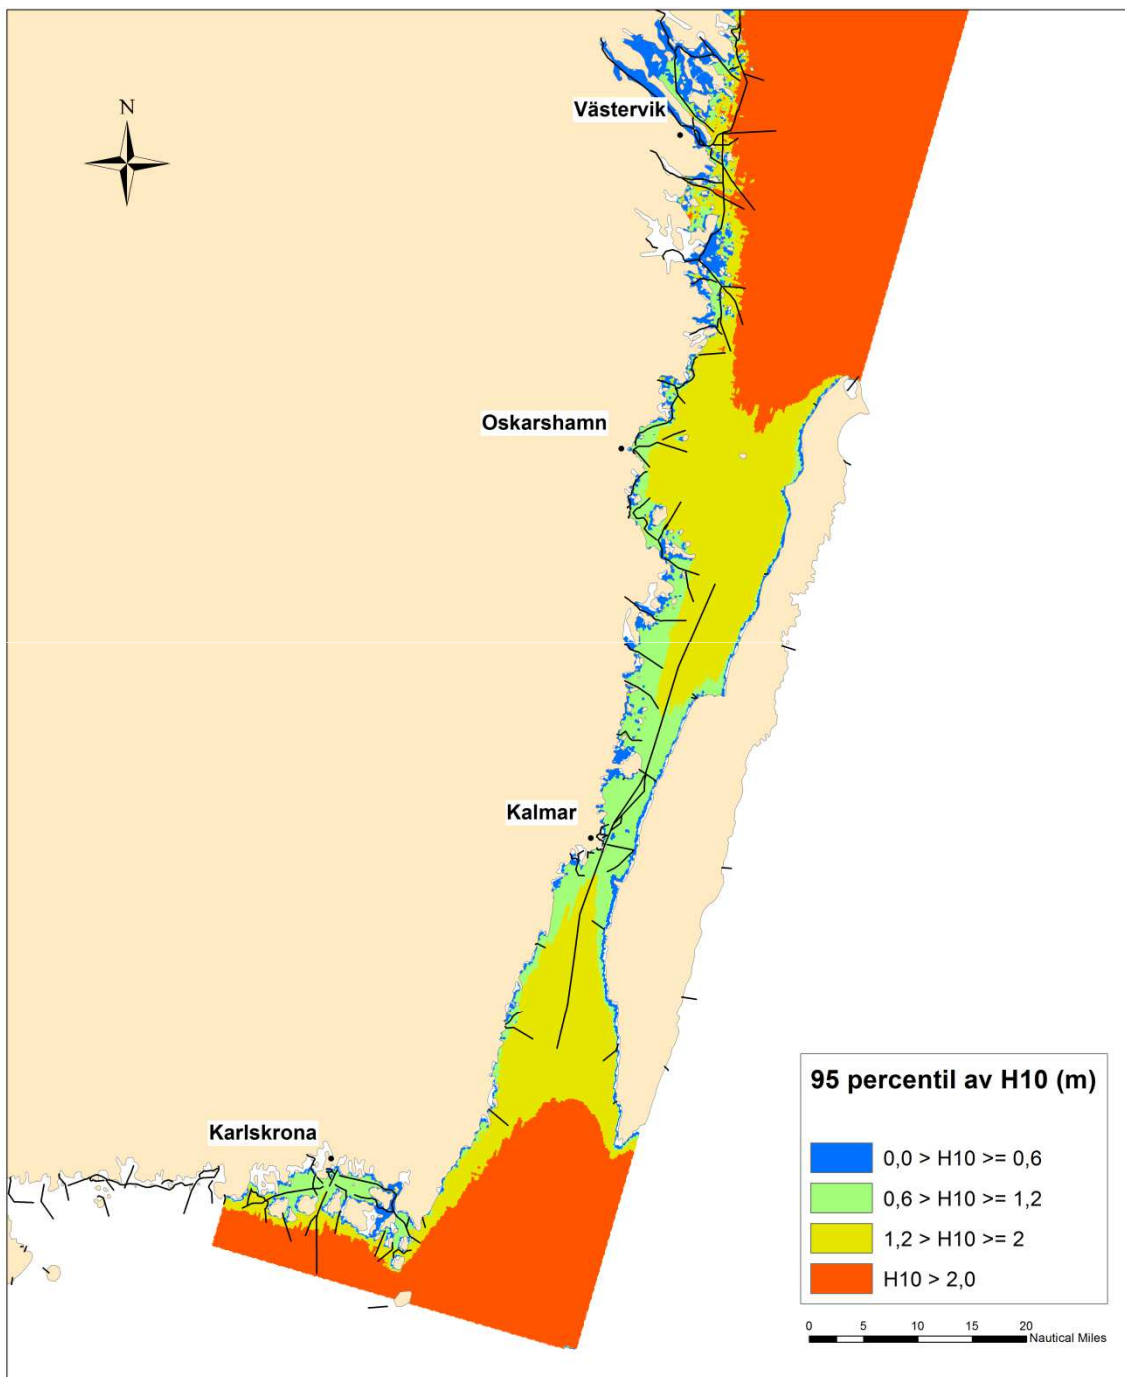 N
Västervik
Oskarshamn
Kalmar
Karlskrona
95 percentil av H10 (m)
0,0 > H10 >= 0,6
0,6 > H10 >= 1,2
1,2 > H10 >= 2
H10 > 2,0
0 5 10 15 20
Nautical Miles